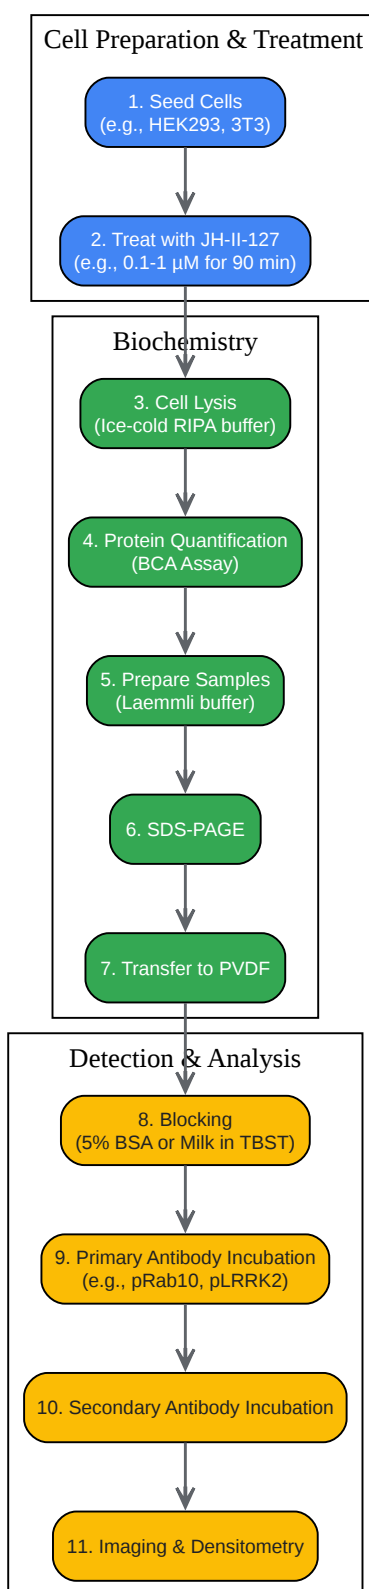 Cell Preparation & Treatment
1. Seed Cells
(e.g., HEK293, 3T3)
2. Treat with JH-II-127
(e.g., 0.1-1 µM for 90 min)
Biochemistry
3. Cell Lysis
(Ice-cold RIPA buffer)
4. Protein Quantification
(BCA Assay)
5. Prepare Samples
(Laemmli buffer)
6. SDS-PAGE
7. Transfer to PVDF
Detection & Analysis
8. Blocking
(5% BSA or Milk in TBST)
9. Primary Antibody Incubation
(e.g., pRab10, pLRRK2)
10. Secondary Antibody Incubation
11. Imaging & Densitometry